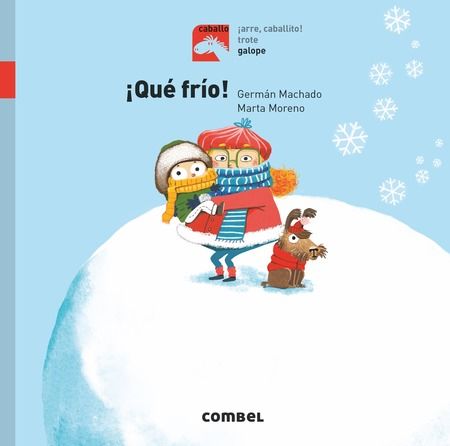 caballo
¡arre, caballito!
trote
galope
¡Qué frío!
Germán Machado
Marta Moreno
COMBEL